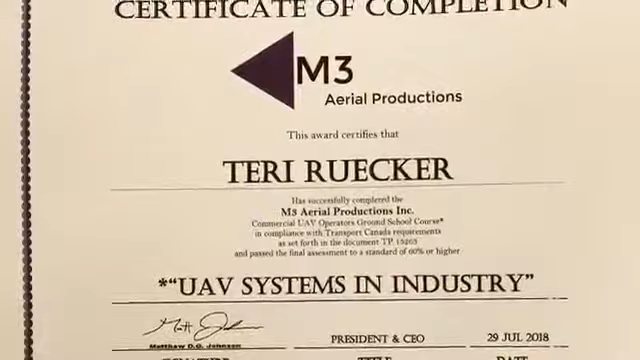 CERTIFICATE OF COMPLETION
M3
Aerial Productions
This award certifies that
TERI RUECKER
Has successfully completed the
M3 Aerial Productions Inc.
Commercial UAV Operators Ground School Course*
in compliance with Transport Canada requirements
as set forth in the document TP 15263
and passed the final assessment to a standard of 60% or higher
*"UAV SYSTEMS IN INDUSTRY"
Matthew D.G. Johnson
PRESIDENT & CEO
29 JUL 2018
TITLE
DATE